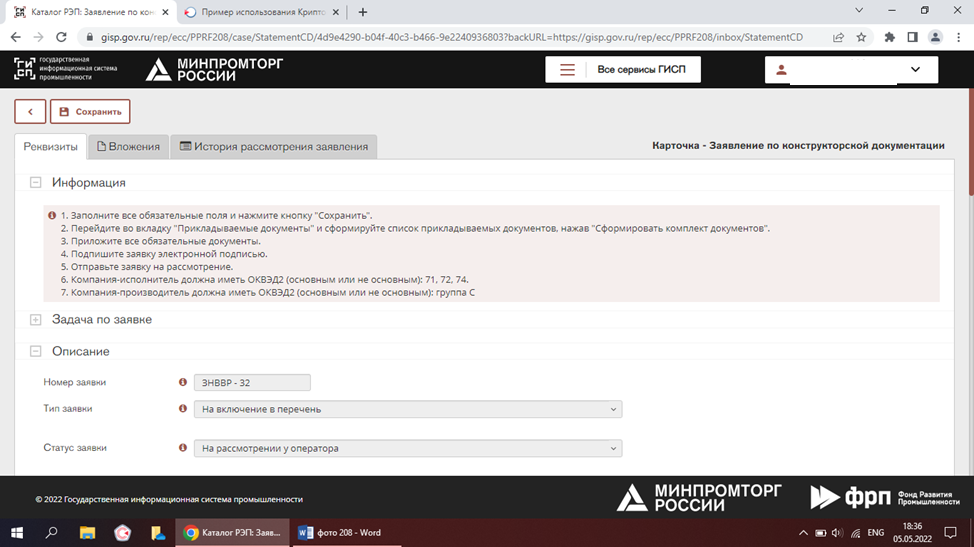 Каталог РЭП: Заявление по кон
Пример использования Крипто
gisp.gov.ru/rep/ecc/PPRF208/case/StatementCD/4d9e4290-b04f-40c3-b466-9e2240936803?backURL=https://gisp.gov.ru/rep/ecc/PPRF208/inbox/StatementCD
ГИСП
государственная
информационная система
промышленности
МИНПРОМТОРГ
РОССИИ
Все сервисы ГИСП
Сохранить
Реквизиты
Вложения
История рассмотрения заявления
Карточка - Заявление по конструкторской документации
Информация
1. Заполните все обязательные поля и нажмите кнопку "Сохранить".
2. Перейдите во вкладку "Прикладываемые документы" и сформируйте список прикладываемых документов, нажав "Сформировать комплект документов".
3. Приложите все обязательные документы.
4. Подпишите заявку электронной подписью.
5. Отправьте заявку на рассмотрение.
6. Компания-исполнитель должна иметь ОКВЭД2 (основным или не основным): 71, 72, 74.
7. Компания-производитель должна иметь ОКВЭД2 (основным или не основным): группа С
Задача по заявке
Описание
Номер заявки
ЗНВВР - 32
Тип заявки
На включение в перечень
Статус заявки
На рассмотрении у оператора
© 2022 Государственная информационная система промышленности
МИНПРОМТОРГ
РОССИИ
фрп
Фонд Развития
Промышленности
Каталог РЭП: Заяв...
фото 208 - Word
ENG
18:36
05.05.2022